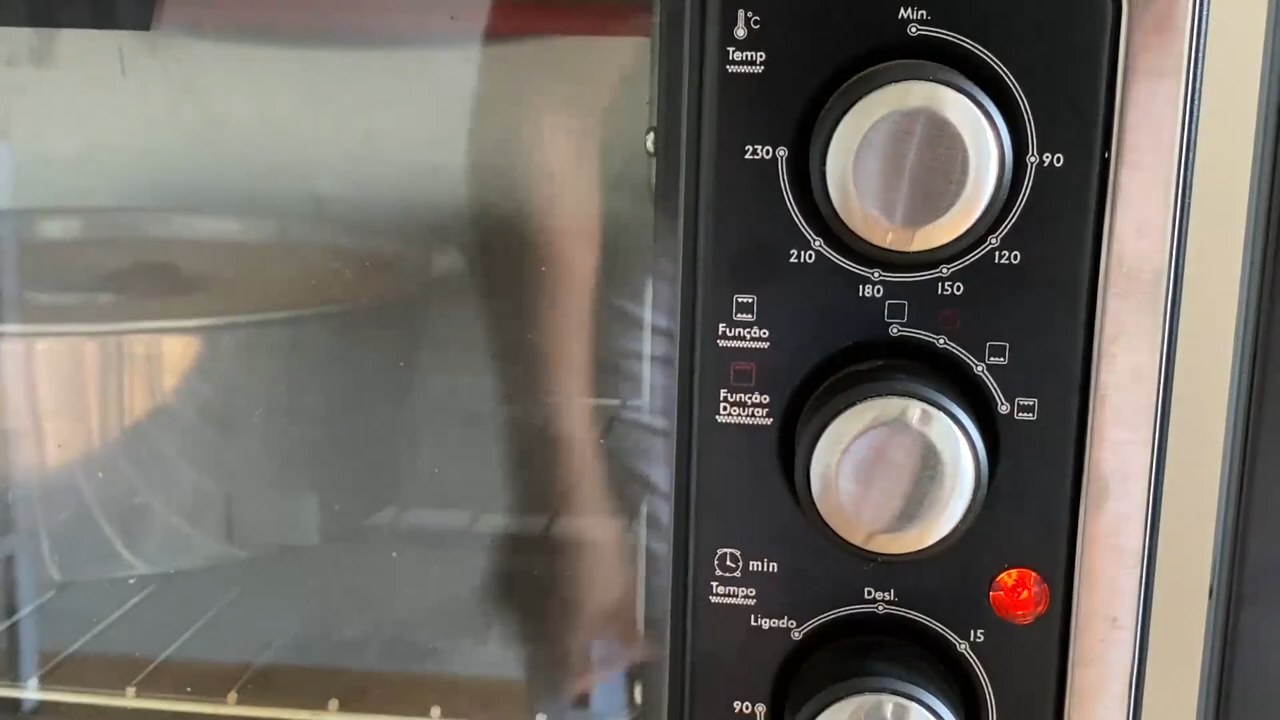 Mín.
°C
Temp
230
90
210
120
180
150
Função
Função
Dourar
min
Tempo
Desl.
Ligado
15
90